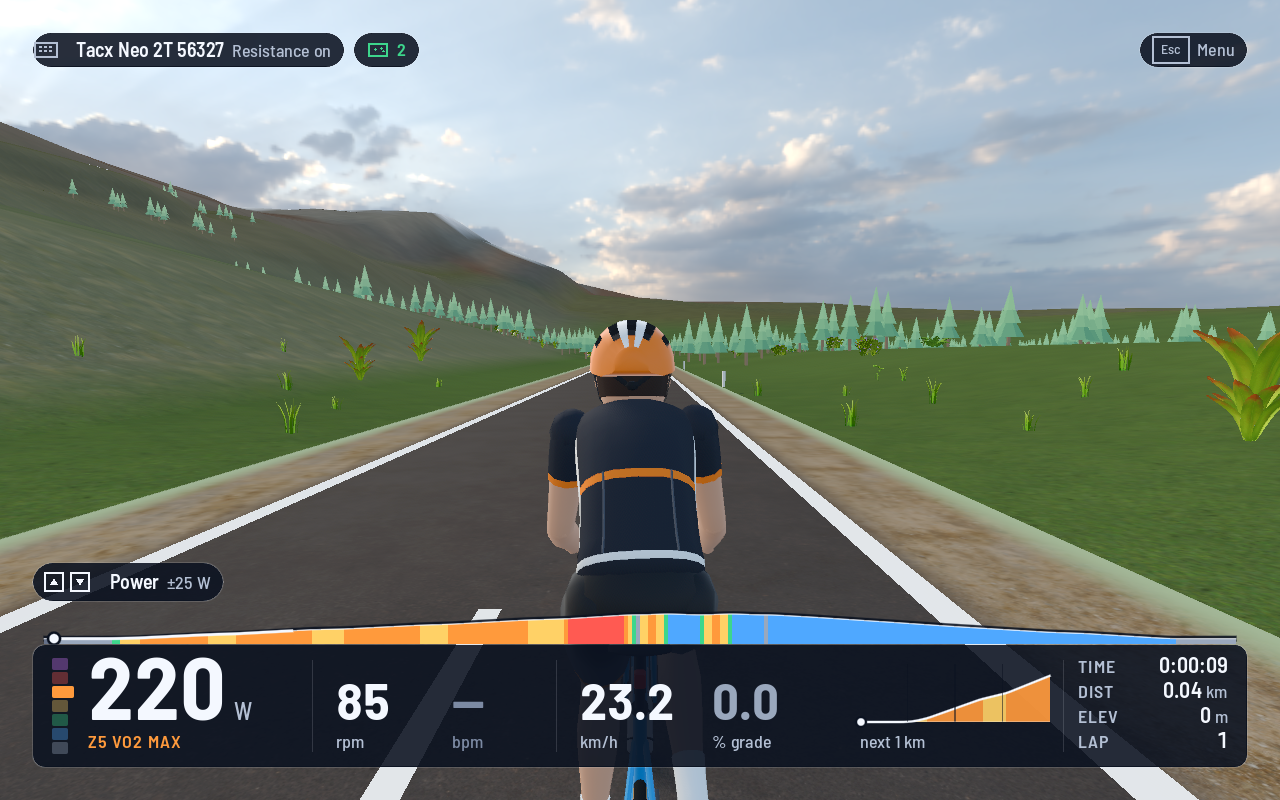 Tacx Neo 2T 56327 Resistance on
2
Esc Menu
Power ±25 W
220 W
Z5 VO2 MAX
85
rpm
–
bpm
23.2
km/h
0.0
% grade
next 1 km
TIME 0:00:09
DIST 0.04 km
ELEV 0 m
LAP 1